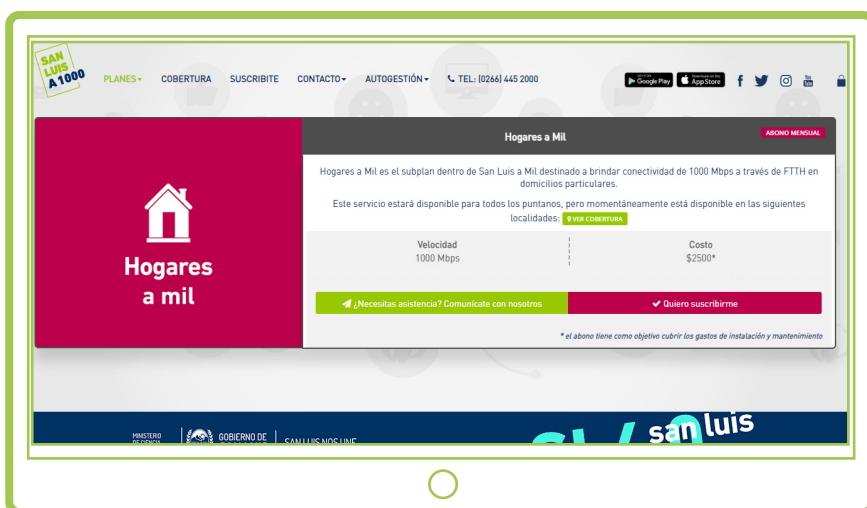 SAN
LUIS
A 1000
PLANES
COBERTURA
SUSCRIBITE
CONTACTO
AUTOGESTIÓN
TEL: (0266) 445 2000
Google Play
App Store
Hogares a Mil
ABONO MENSUAL
Hogares a Mil es el subplan dentro de San Luis a Mil destinado a brindar conectividad de 1000 Mbps a través de FTTH en
domicilios particulares.
Este servicio estará disponible para todos los puntanos, pero momentáneamente está disponible en las siguientes
localidades: VER COBERTURA
Hogares
a mil
Velocidad
1000 Mbps
Costo
$2500*
¿Necesitas asistencia? Comunícate con nosotros
Quiero suscribirme
* el abono tiene como objetivo cubrir los gastos de instalación y mantenimiento
MINISTERIO
GOBIERNO DE
SAN LUIS NOS UNE
san luis